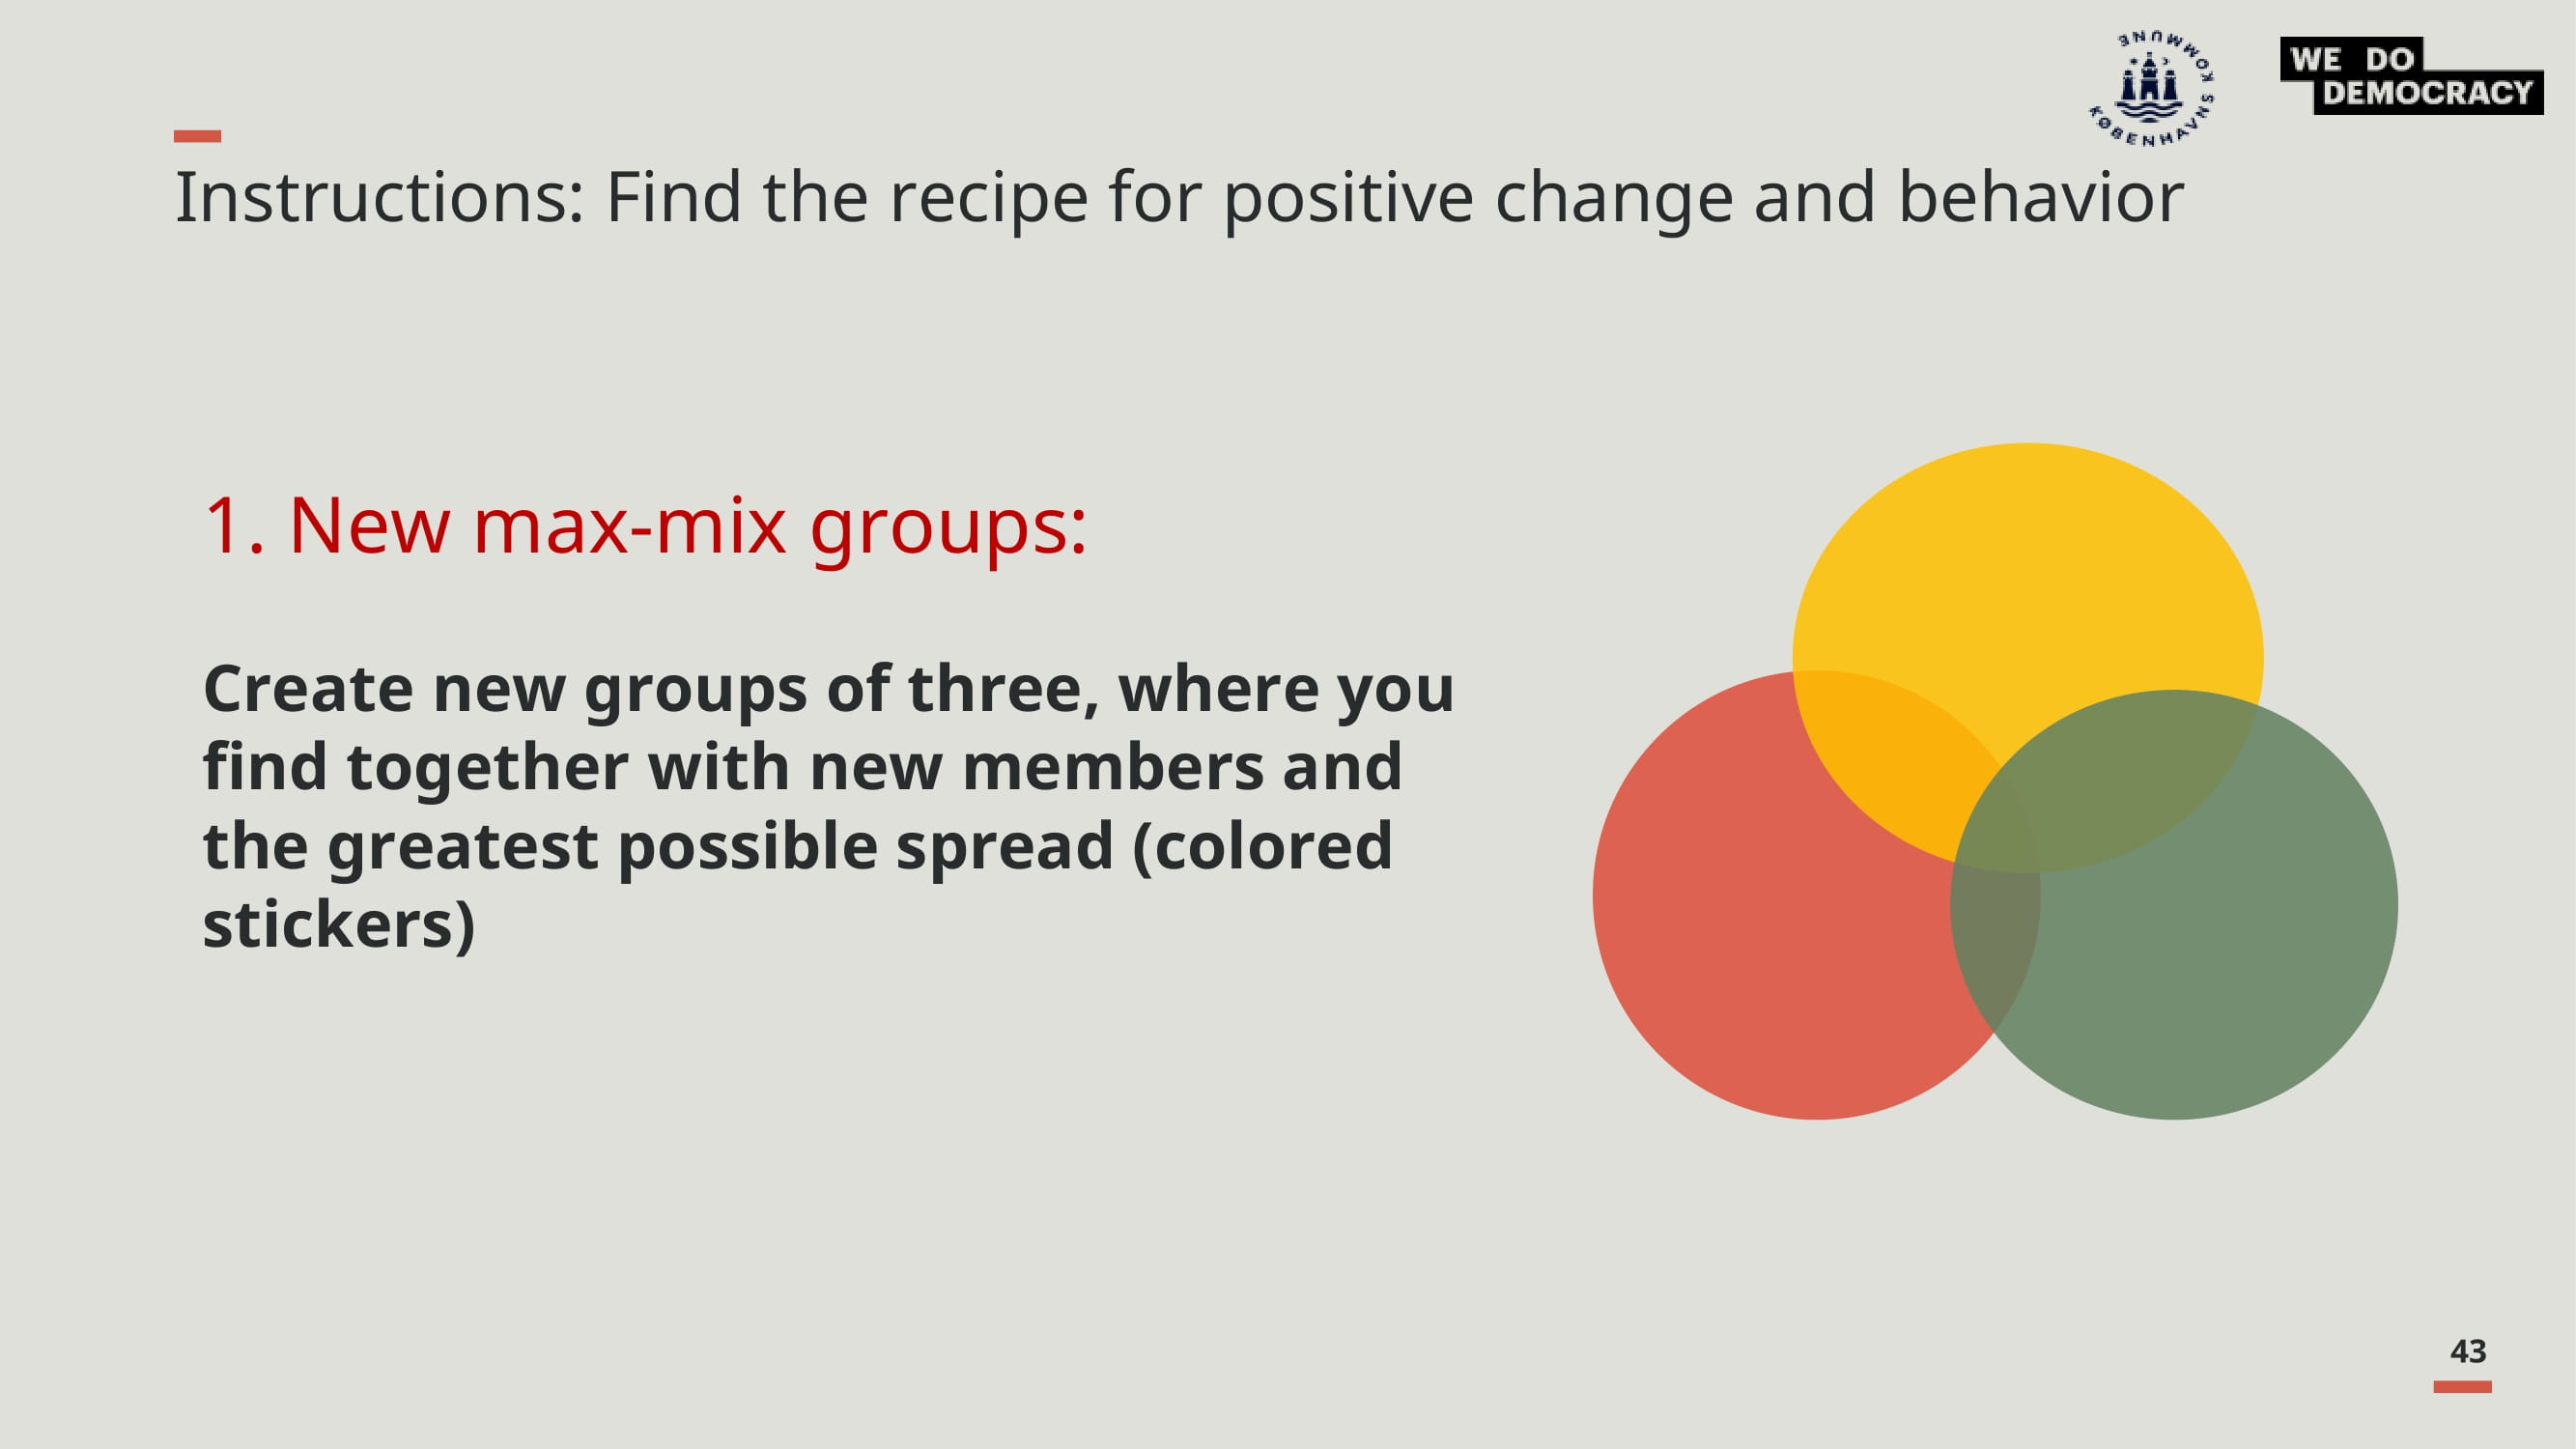 KØBENHAVNS KOMMUNE
WE DO
DEMOCRACY
Instructions: Find the recipe for positive change and behavior
1. New max-mix groups:
Create new groups of three, where you
find together with new members and
the greatest possible spread (colored
stickers)
43